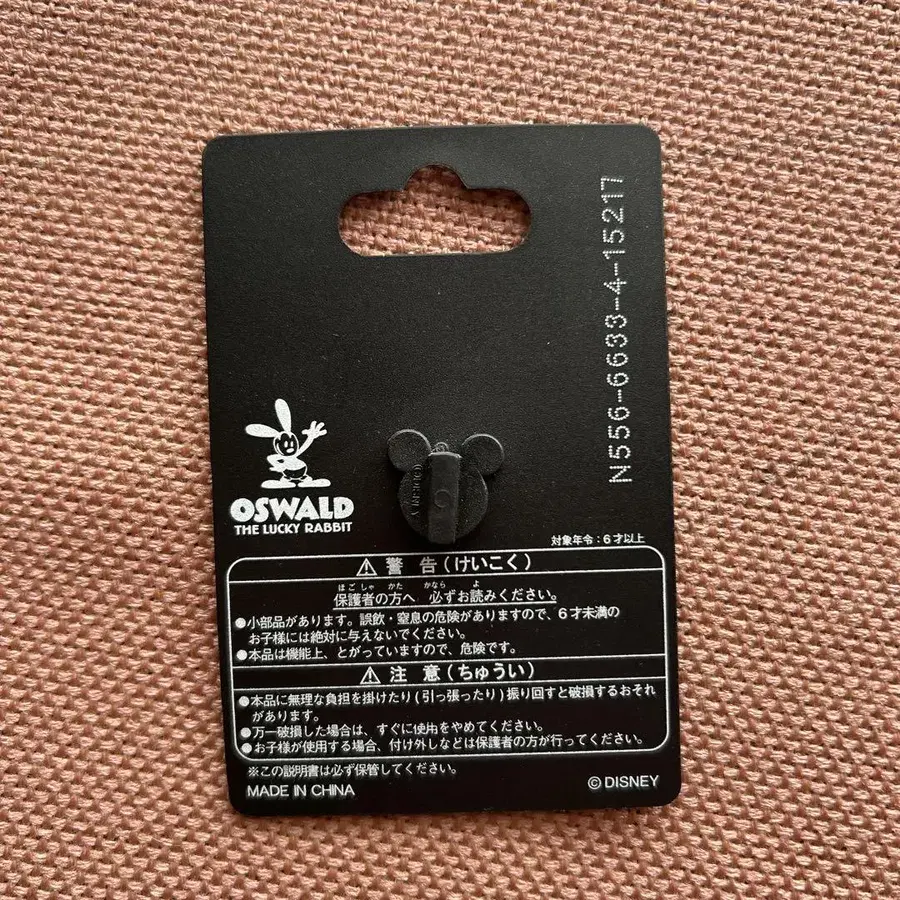 N556-6633-4-15217
OSWALD
THE LUCKY RABBIT
対象年令:6才以上
⚠ 警 告(けいこく)
ほごしゃ かた かなら よ
保護者の方へ 必ずお読みください。
●小部品があります。誤飲・窒息の危険がありますので、6才未満の
お子様には絶対に与えないでください。
●本品は機能上、とがっていますので、危険です。
⚠ 注 意(ちゅうい)
●本品に無理な負担を掛けたり(引っ張ったり)振り回すと破損するおそれ
があります。
●万一破損した場合は、すぐに使用をやめてください。
●お子様が使用する場合、付け外しなどは保護者の方が行ってください。
※この説明書は必ず保管してください。
MADE IN CHINA
©DISNEY